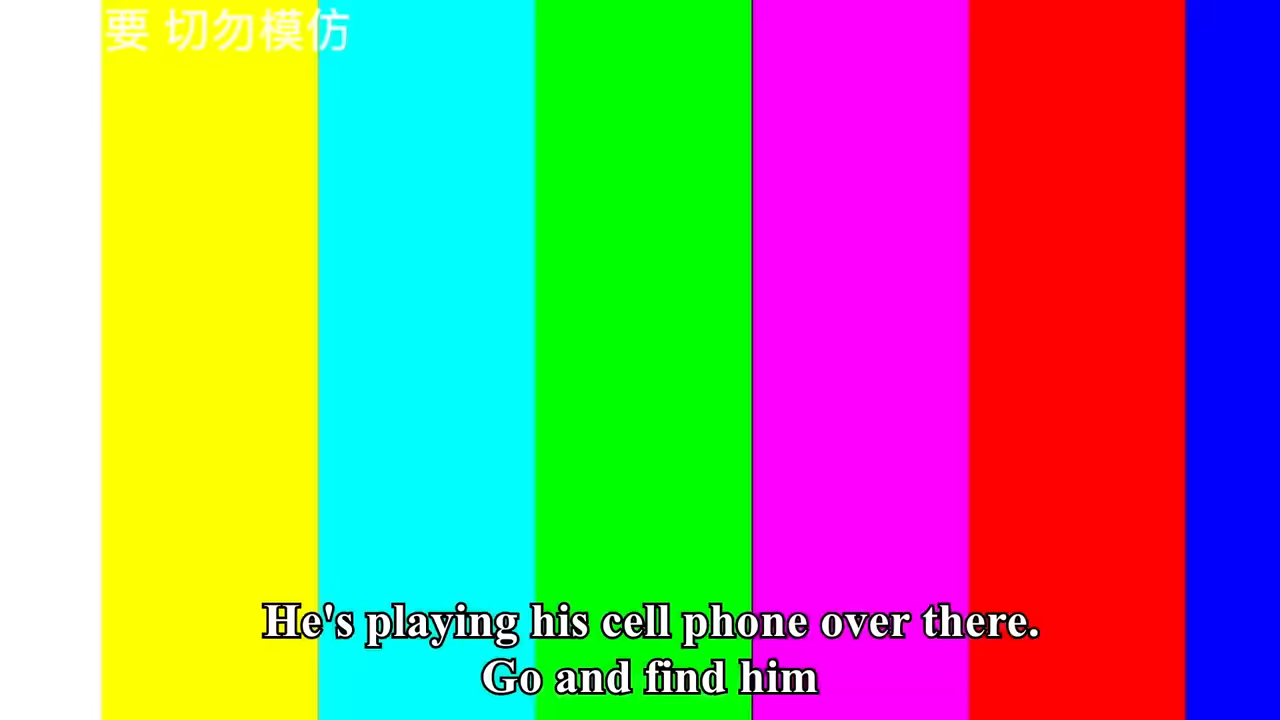 要 切勿模仿
He's playing his cell phone over there.
Go and find him